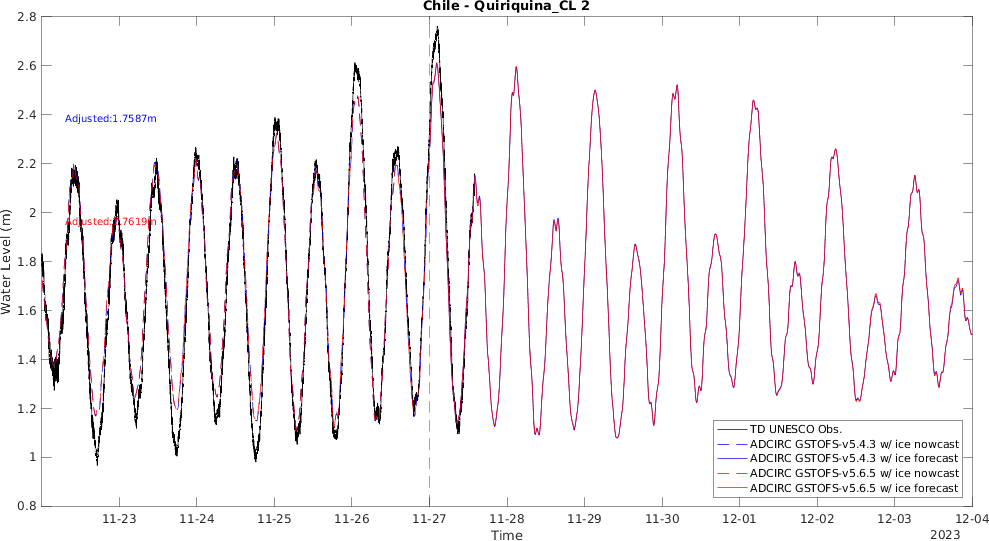 Chile - Quiriquina_CL 2
Water Level (m)
2.8
2.6
2.4
2.2
2
1.8
1.6
1.4
1.2
1
0.8
Adjusted:1.7587m
Adjusted:1.7619m
TD UNESCO Obs.
ADCIRC GSTOFS-v5.4.3 w/ ice nowcast
ADCIRC GSTOFS-v5.4.3 w/ ice forecast
ADCIRC GSTOFS-v5.6.5 w/ ice nowcast
ADCIRC GSTOFS-v5.6.5 w/ ice forecast
11-23 11-24 11-25 11-26 11-27 11-28 11-29 11-30 12-01 12-02 12-03 12-04
Time
2023